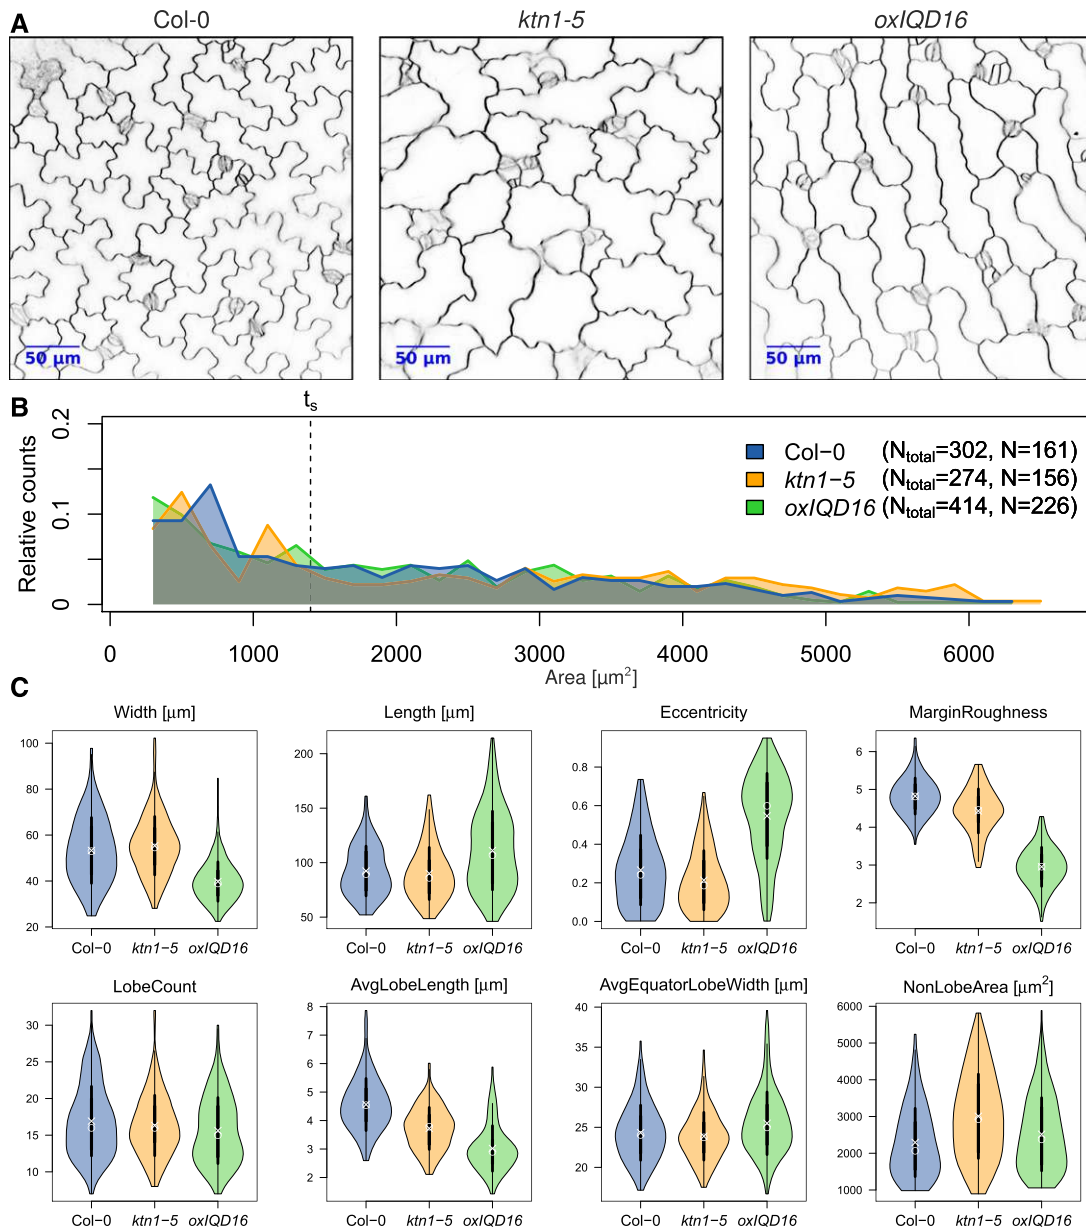 A
Col-0
ktn1-5
oxIQD16
50 µm
50 µm
50 µm
B
ts
Relative counts
0.2
0.1
0
Col−0 (Ntotal=302, N=161)
ktn1−5 (Ntotal=274, N=156)
oxIQD16 (Ntotal=414, N=226)
0 1000 2000 3000 4000 5000 6000
Area [µm2]
C
Width [µm]
100
80
60
40
20
Col−0 ktn1−5 oxIQD16
Length [µm]
200
150
100
50
Col−0 ktn1−5 oxIQD16
Eccentricity
0.8
0.6
0.4
0.2
0.0
Col−0 ktn1−5 oxIQD16
MarginRoughness
6
5
4
3
2
Col−0 ktn1−5 oxIQD16
LobeCount
30
25
20
15
10
Col−0 ktn1−5 oxIQD16
AvgLobeLength [µm]
8
7
6
5
4
3
2
Col−0 ktn1−5 oxIQD16
AvgEquatorLobeWidth [µm]
40
35
30
25
20
Col−0 ktn1−5 oxIQD16
NonLobeArea [µm2]
6000
5000
4000
3000
2000
1000
Col−0 ktn1−5 oxIQD16